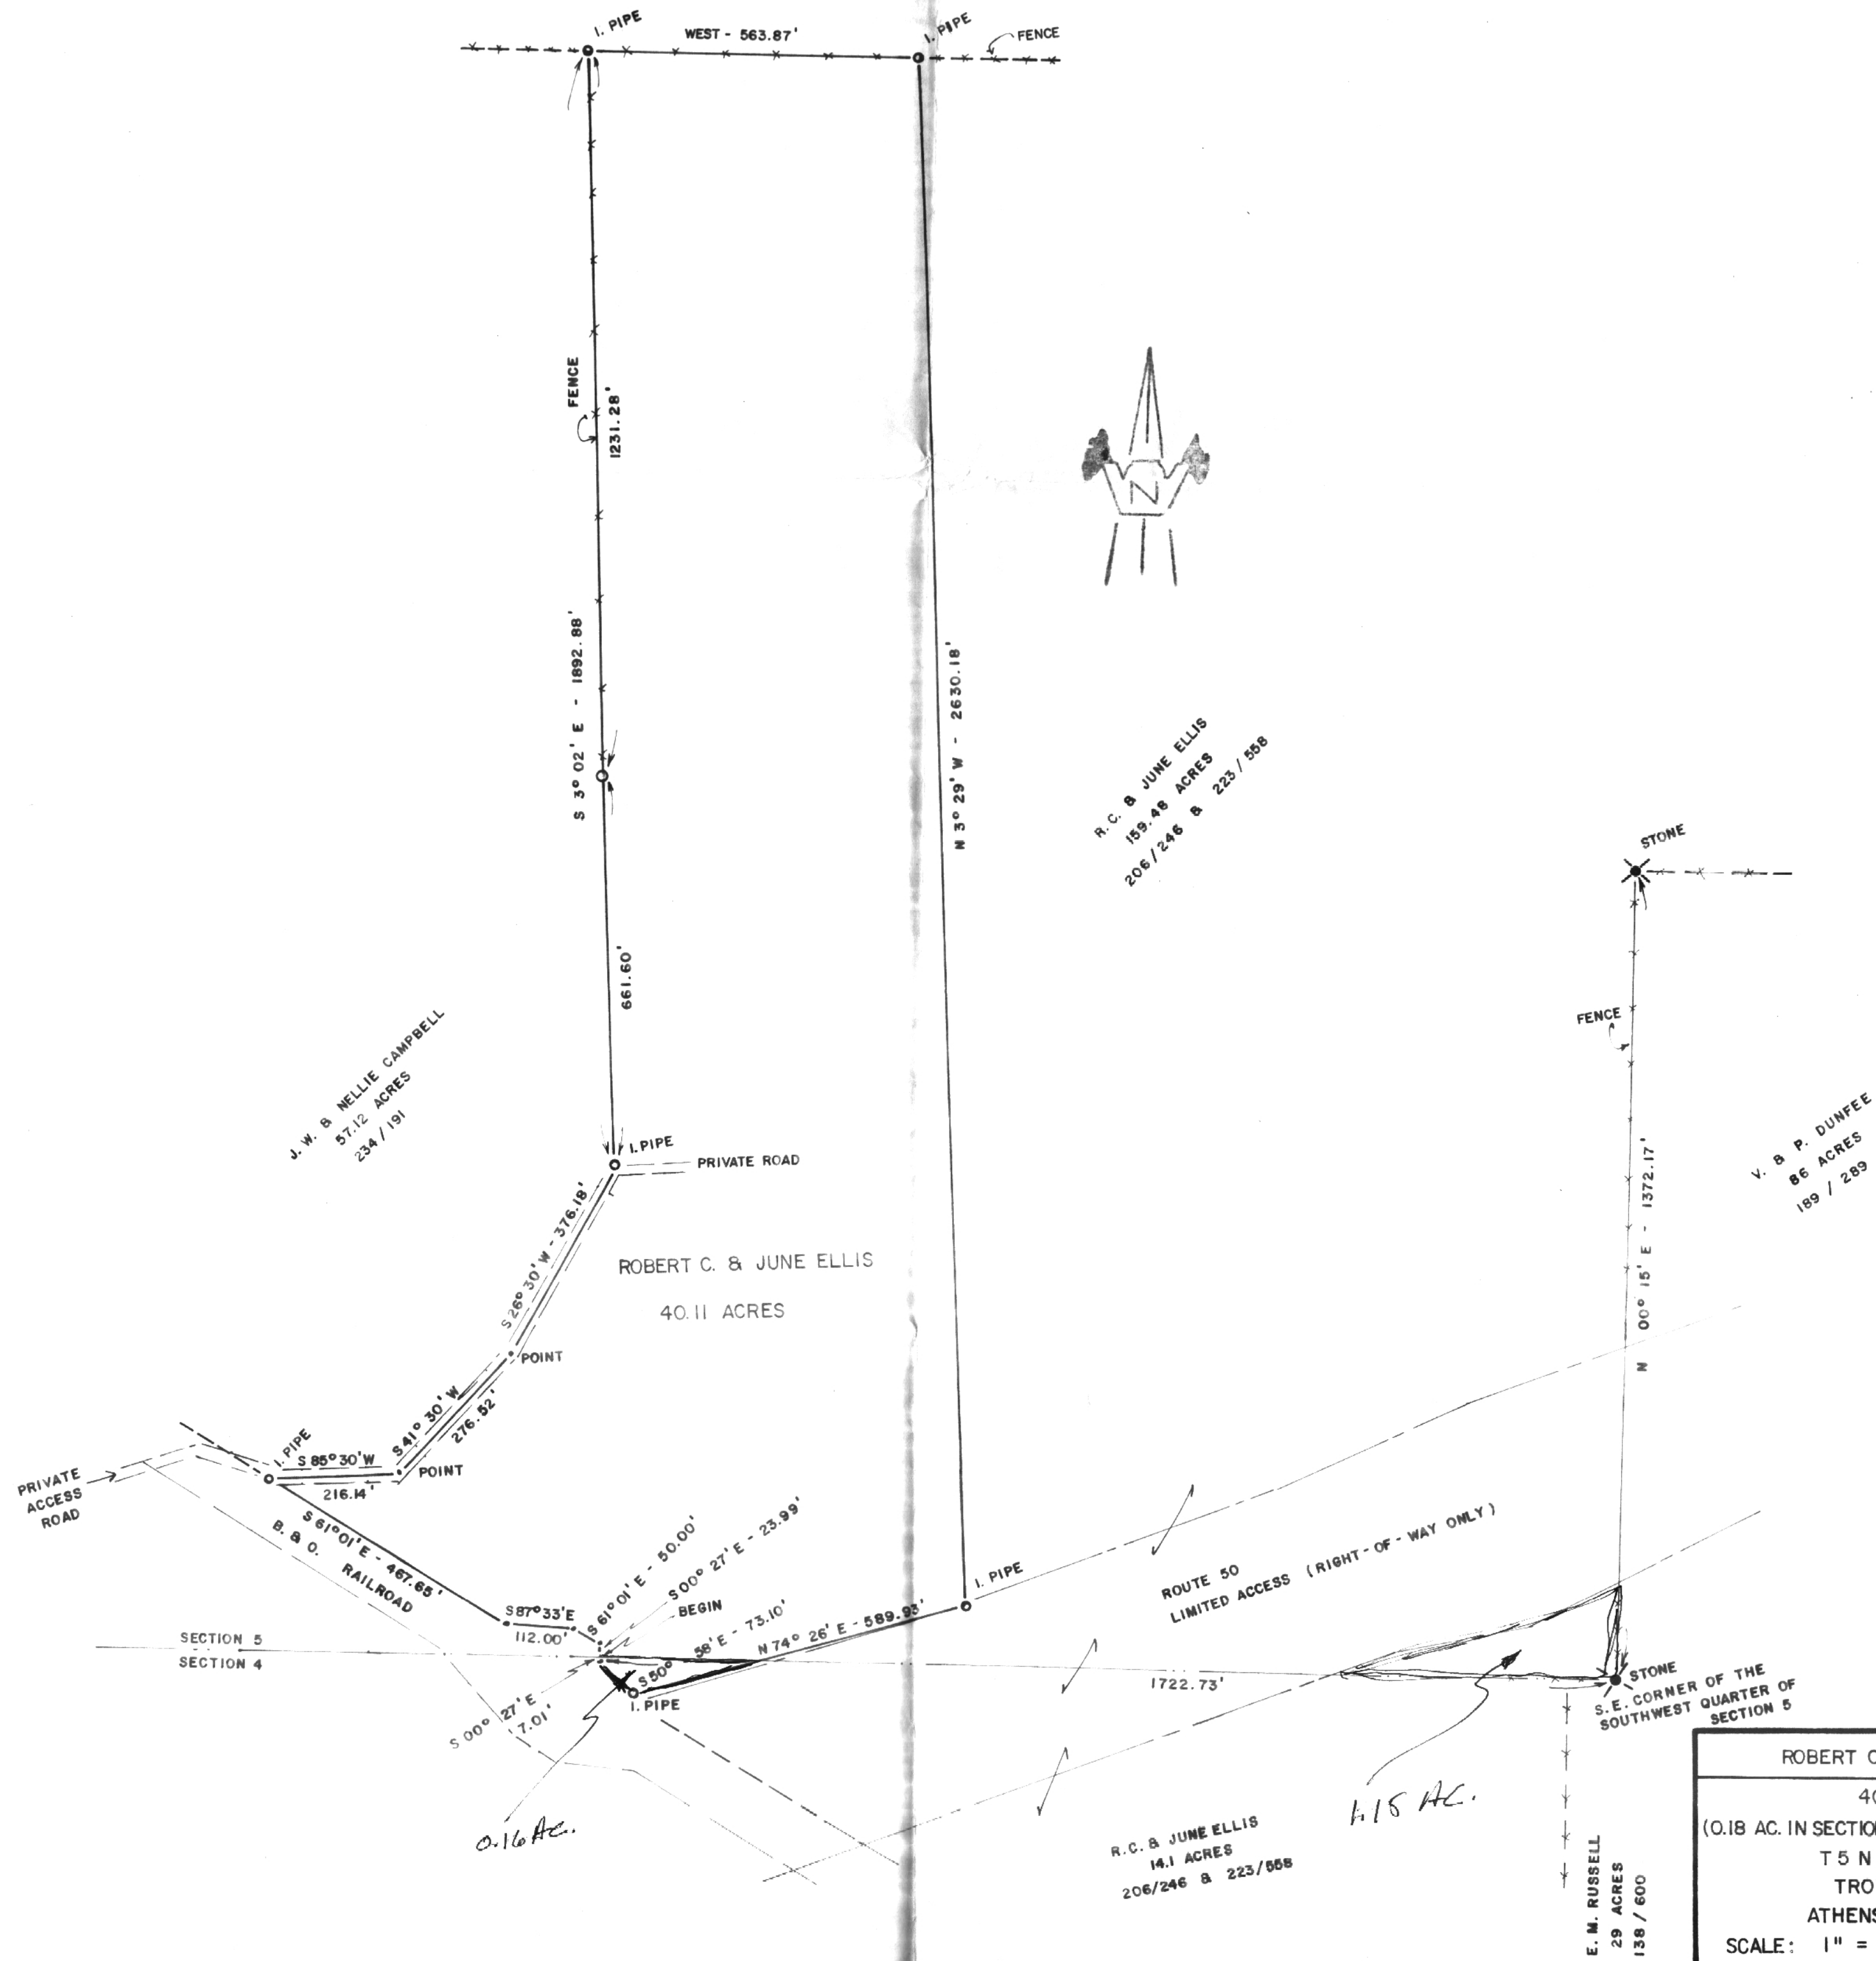 I. PIPE
WEST - 563.87'
I. PIPE
FENCE
FENCE
1231.28'
S 3° 02' E - 1892.88'
N
N 3° 29' W - 2630.18'
R. C. & JUNE ELLIS
159.48 ACRES
206 / 246 & 223 / 558
STONE
661.60'
FENCE
J. W. & NELLIE CAMPBELL
57.12 ACRES
234 / 191
V. & P. DUNFEE
86 ACRES
189 / 289
N 00° 15' E - 1372.17'
I. PIPE
PRIVATE ROAD
S 26° 30' W - 376.18'
ROBERT C. & JUNE ELLIS
40.11 ACRES
POINT
S 41° 30' W
276.52'
I. PIPE
S 85° 30' W
216.14'
POINT
PRIVATE
ACCESS
ROAD
S 61° 01' E - 467.65'
B. & O. RAILROAD
S 61° 01' E - 50.00'
S 00° 27' E - 23.99'
BEGIN
S 87° 33' E
112.00'
S 50° 38' E - 73.10'
N 74° 26' E - 589.93'
I. PIPE
ROUTE 50
LIMITED ACCESS (RIGHT - OF - WAY ONLY)
SECTION 5
SECTION 4
I. PIPE
S 00° 27' E
17.01'
1722.73'
STONE
S. E. CORNER OF THE
SOUTHWEST QUARTER OF
SECTION 5
0.16 AC.
1.15 AC.
R. C. & JUNE ELLIS
14.1 ACRES
206/246 & 223/558
E. M. RUSSELL
29 ACRES
138 / 600
ROBERT C
40
(0.18 AC. IN SECTION
T 5 N
TRO
ATHENS
SCALE: 1" =